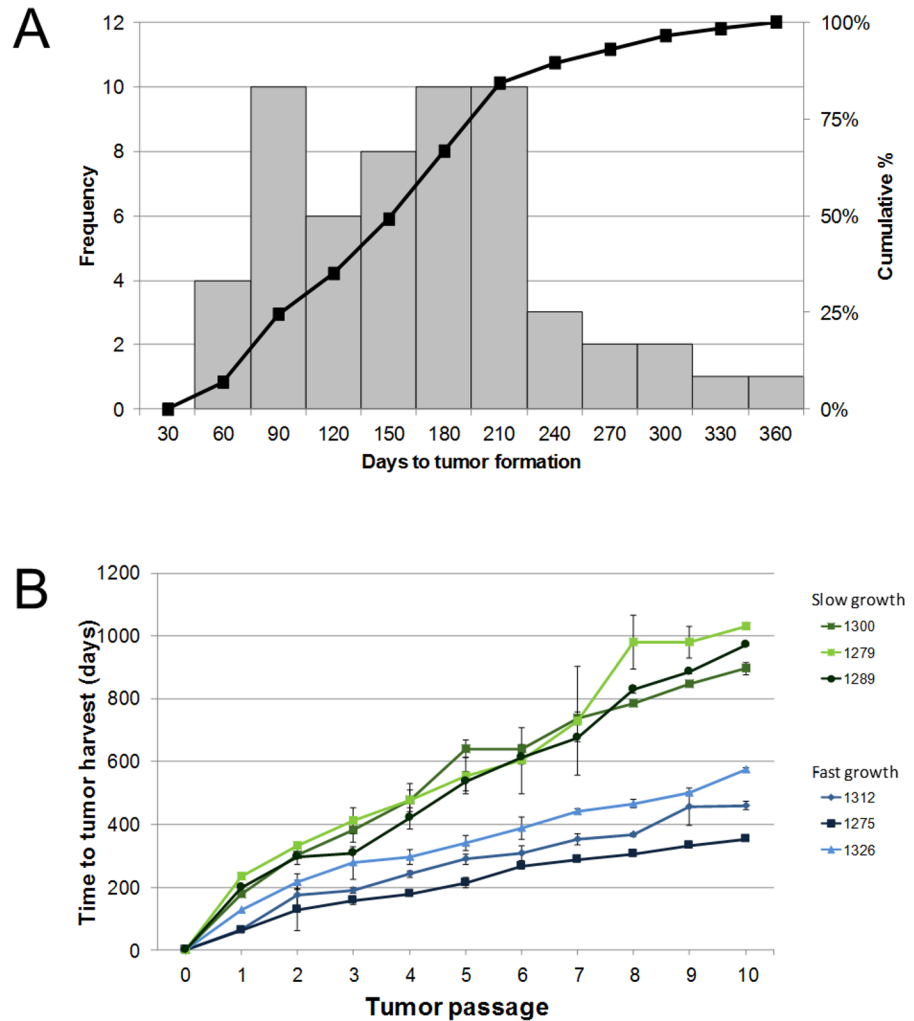 A
12
10
8
6
4
2
0
Frequency
100%
75%
50%
25%
0%
Cumulative %
30 60 90 120 150 180 210 240 270 300 330 360
Days to tumor formation
B
1200
1000
800
600
400
200
0
Time to tumor harvest (days)
0 1 2 3 4 5 6 7 8 9 10
Tumor passage
Slow growth
1300
1279
1289
Fast growth
1312
1275
1326